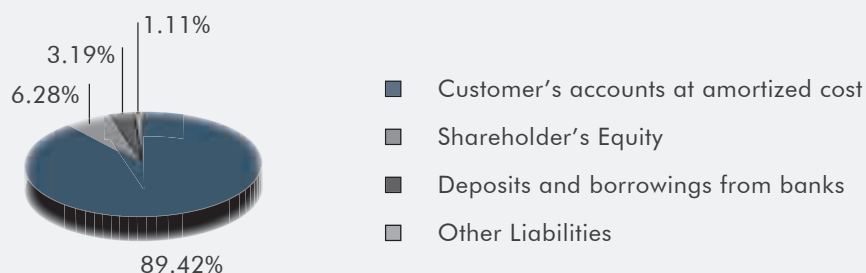 1.11%
3.19%
6.28%
89.42%
Customer’s accounts at amortized cost
Shareholder’s Equity
Deposits and borrowings from banks
Other Liabilities